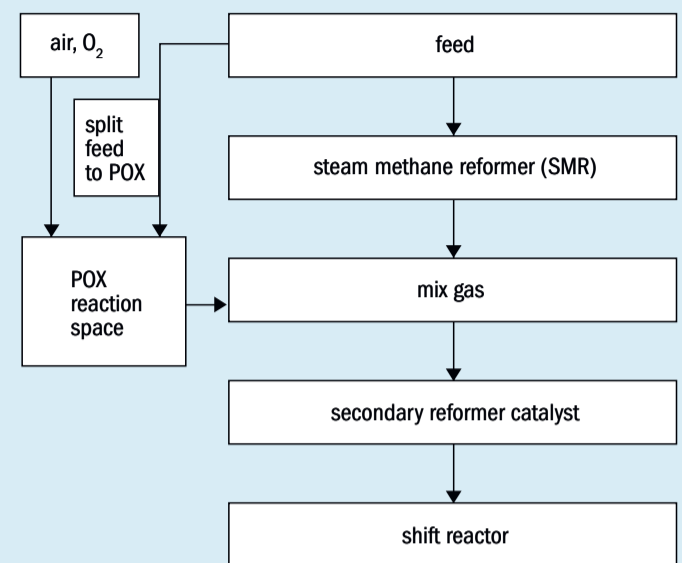 air, O₂
feed
split
feed
to POX
steam methane reformer (SMR)
POX
reaction
space
mix gas
secondary reformer catalyst
shift reactor